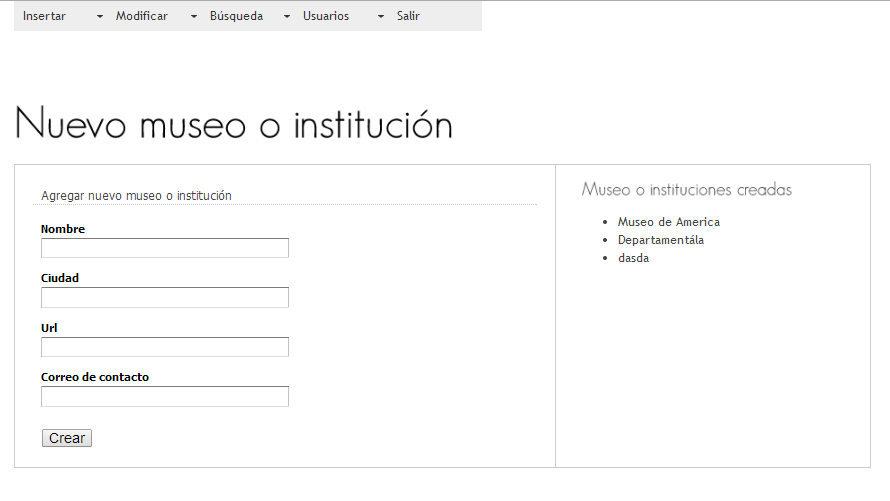 Insertar Modificar Búsqueda Usuarios Salir
Nuevo museo o institución
Agregar nuevo museo o institución
Nombre
Ciudad
Url
Correo de contacto
Crear
Museo o instituciones creadas
Museo de America
Departamentála
dasda